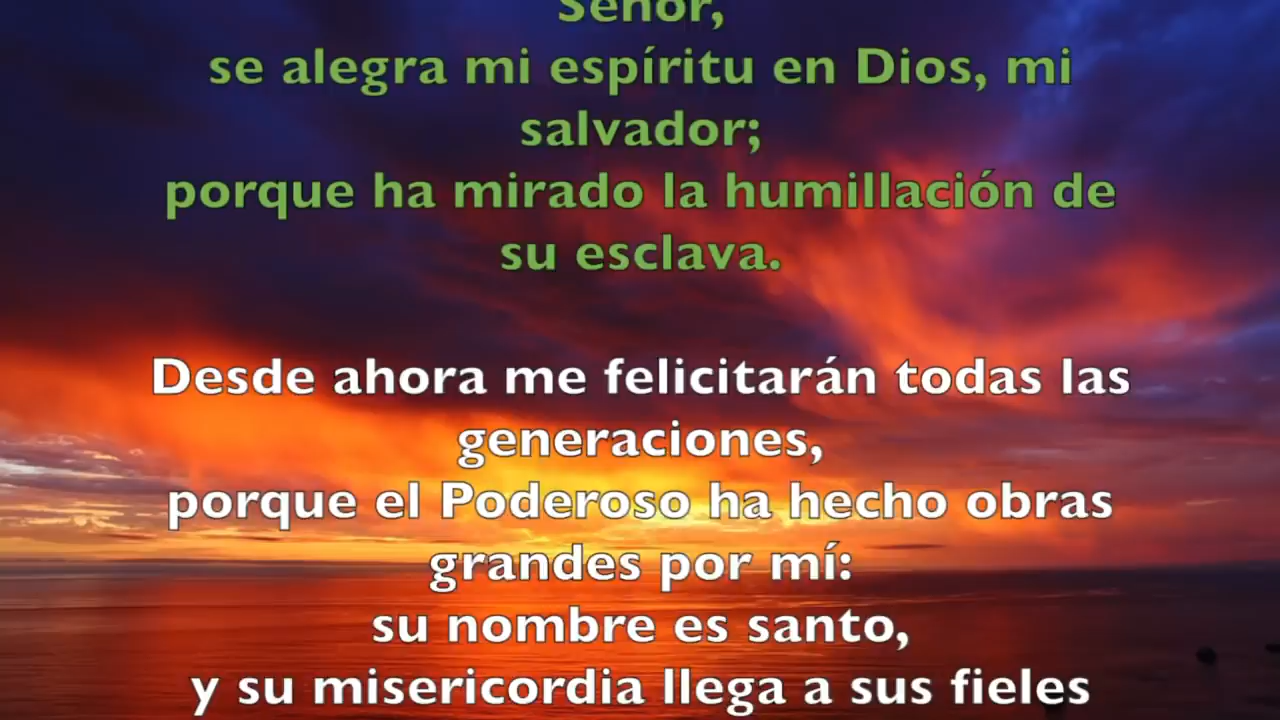 Señor,
se alegra mi espíritu en Dios, mi
salvador;
porque ha mirado la humillación de
su esclava.
Desde ahora me felicitarán todas las
generaciones,
porque el Poderoso ha hecho obras
grandes por mí:
su nombre es santo,
y su misericordia llega a sus fieles